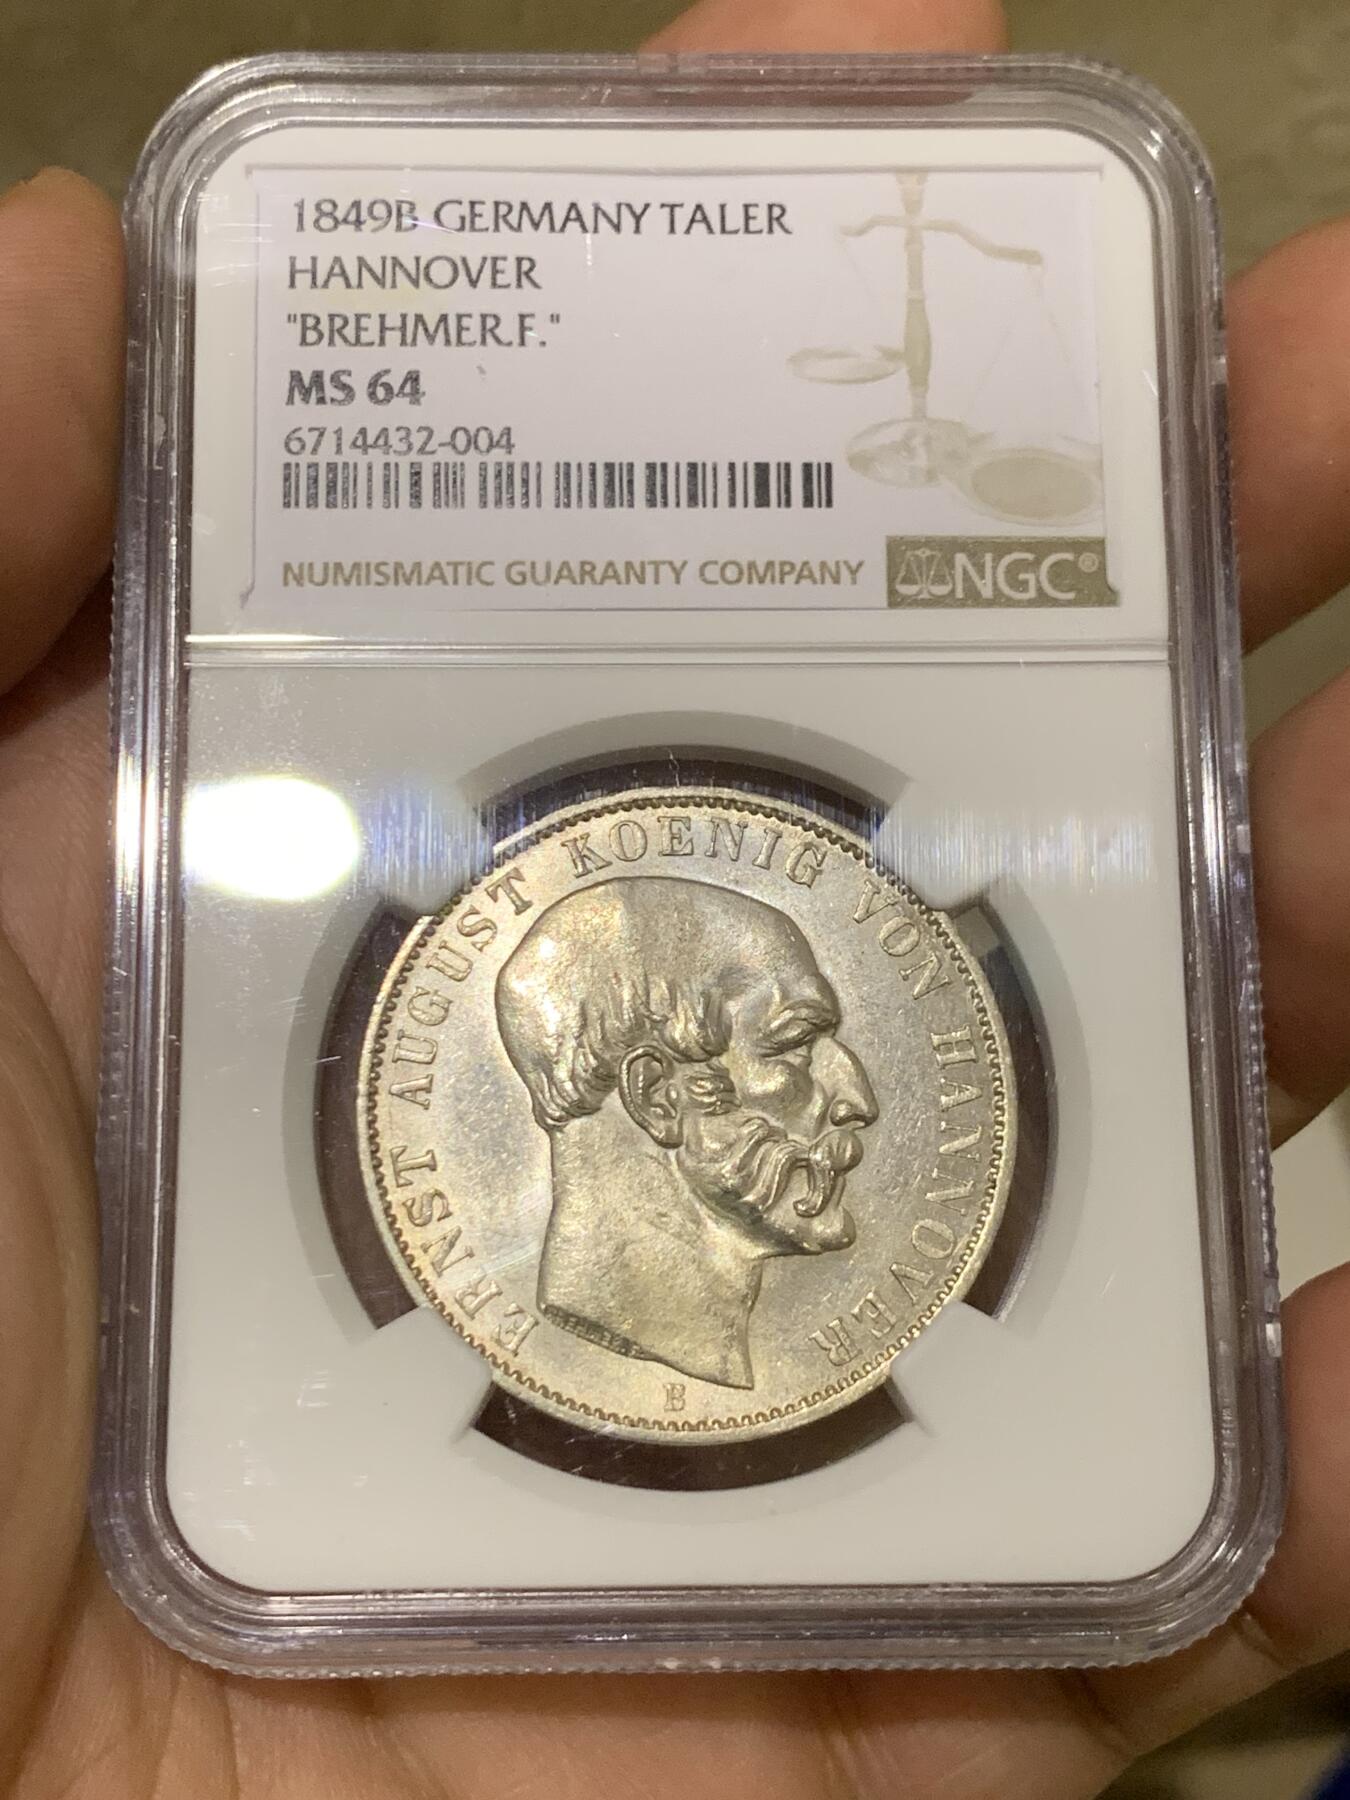 1849B GERMANY TALER
HANNOVER
"BREHMER.F."
MS 64
6714432-004
NUMISMATIC GUARANTY COMPANY
NGC®
ERNST AUGUST KOENIG VON HANNOVER
B